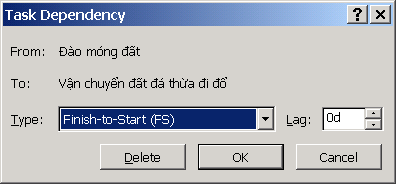 Task Dependency
From: Đào móng đất
To: Vận chuyển đất đá thừa đi đổ
Type: Finish-to-Start (FS) Lag: 0d
Delete OK Cancel